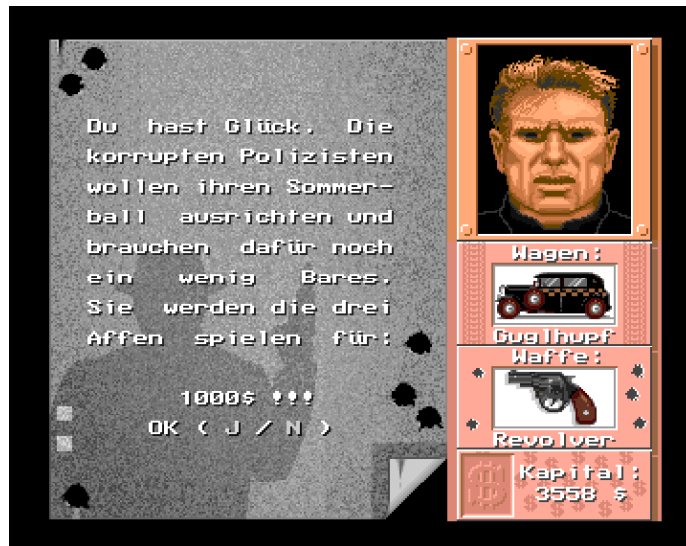 Du hast Glück. Die
korrupten Polizisten
wollen ihren Sommer-
ball ausrichten und
brauchen dafür noch
ein wenig Bares.
Sie werden die drei
Affen spielen für:
1000$ !!!
OK ( J / N )
Wagen:
Guglhupf
Waffe:
Revolver
Kapital:
3558 $